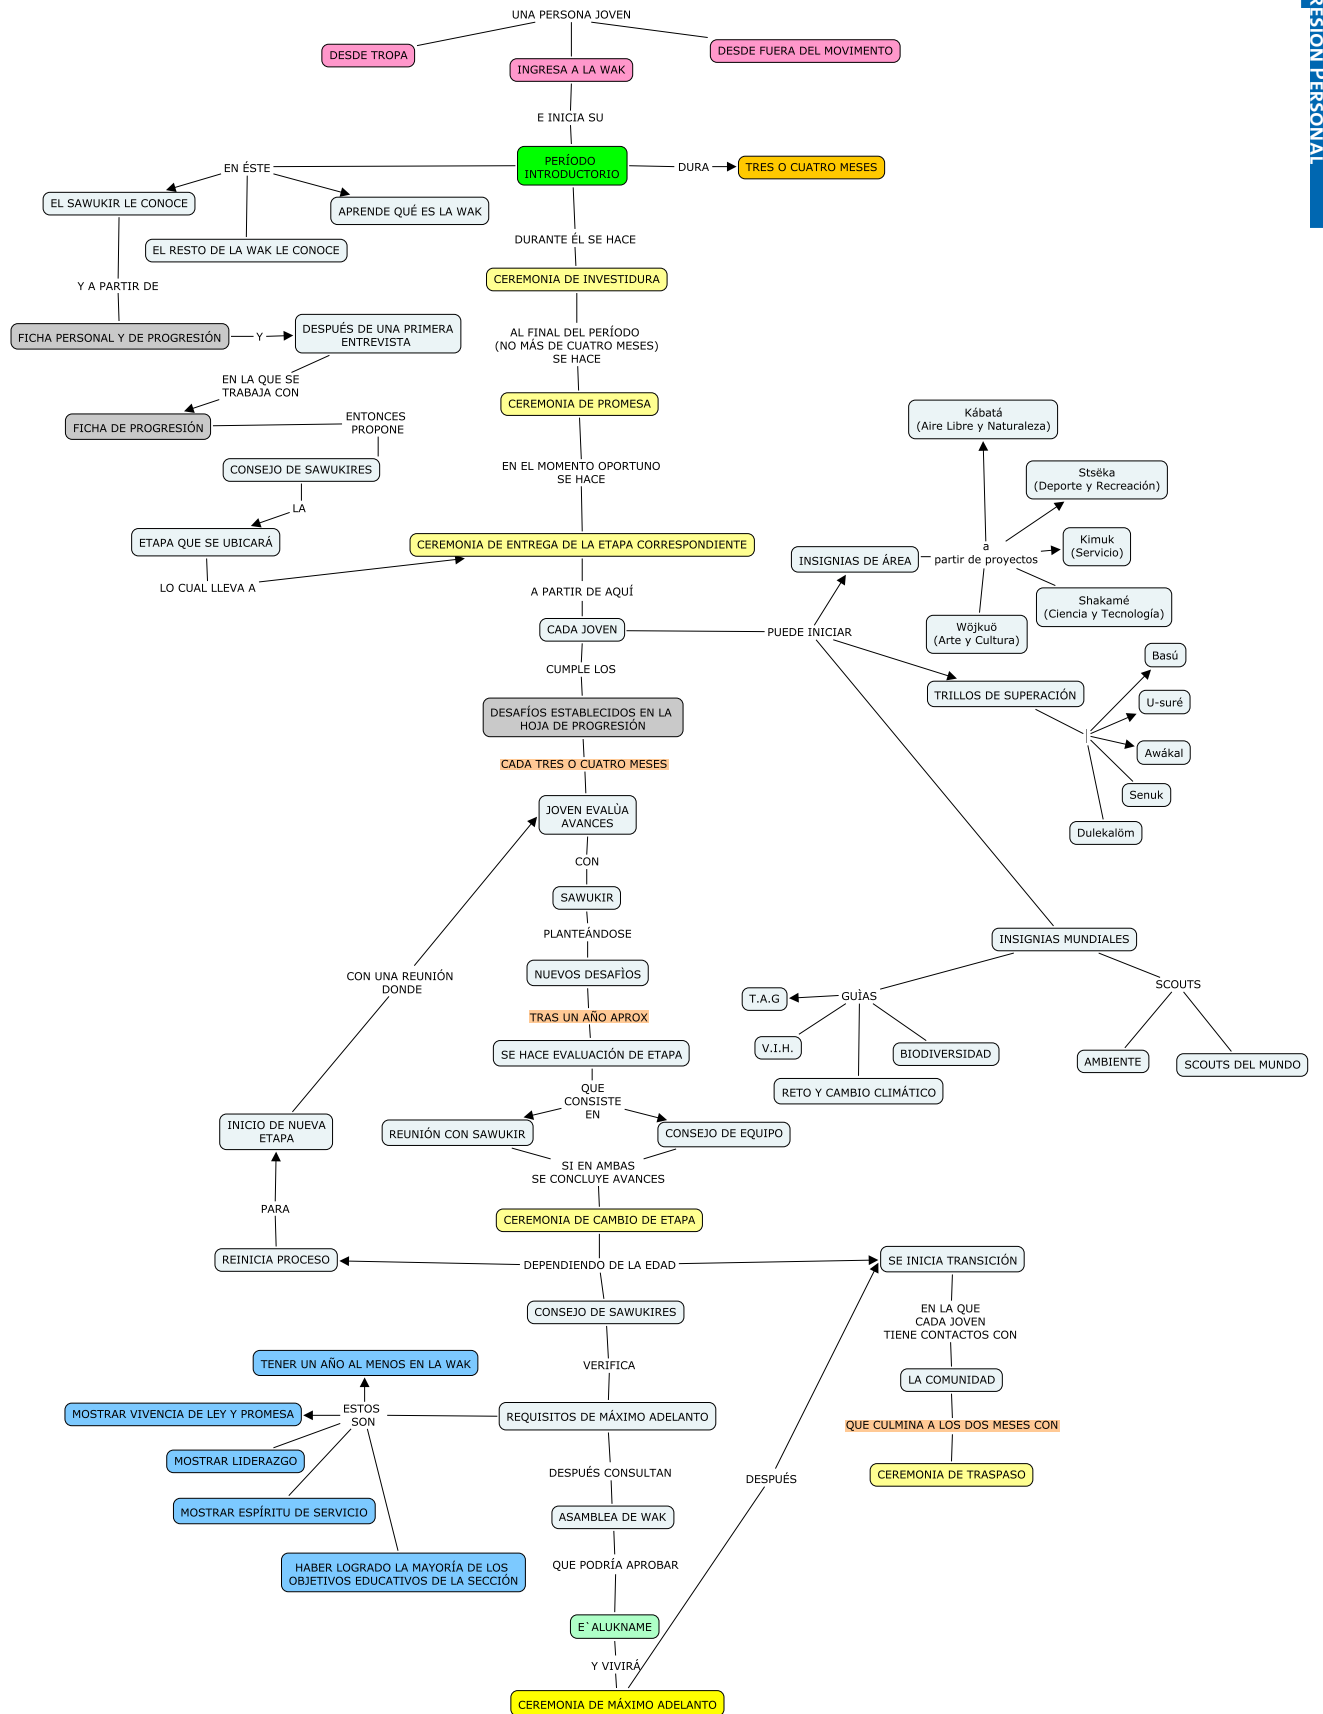 UNA PERSONA JOVEN
DESDE TROPA
INGRESA A LA WAK
DESDE FUERA DEL MOVIMENTO
E INICIA SU
PERÍODO
INTRODUCTORIO
DURA
TRES O CUATRO MESES
EN ÉSTE
EL SAWUKIR LE CONOCE
APRENDE QUÉ ES LA WAK
EL RESTO DE LA WAK LE CONOCE
DURANTE ÉL SE HACE
CEREMONIA DE INVESTIDURA
Y A PARTIR DE
FICHA PERSONAL Y DE PROGRESIÓN
Y
DESPUÉS DE UNA PRIMERA
ENTREVISTA
AL FINAL DEL PERÍODO
(NO MÁS DE CUATRO MESES)
SE HACE
EN LA QUE SE
TRABAJA CON
CEREMONIA DE PROMESA
FICHA DE PROGRESIÓN
ENTONCES
PROPONE
CONSEJO DE SAWUKIRES
EN EL MOMENTO OPORTUNO
SE HACE
LA
ETAPA QUE SE UBICARÁ
CEREMONIA DE ENTREGA DE LA ETAPA CORRESPONDIENTE
LO CUAL LLEVA A
A PARTIR DE AQUÍ
CADA JOVEN
PUEDE INICIAR
INSIGNIAS DE ÁREA
a
partir de proyectos
Kábatá
(Aire Libre y Naturaleza)
Stsëka
(Deporte y Recreación)
Kimuk
(Servicio)
Shakamé
(Ciencia y Tecnología)
Wöjkuö
(Arte y Cultura)
TRILLOS DE SUPERACIÓN
Basú
U-suré
Awákal
Senuk
Dulekalöm
CUMPLE LOS
DESAFÍOS ESTABLECIDOS EN LA
HOJA DE PROGRESIÓN
CADA TRES O CUATRO MESES
JOVEN EVALÙA
AVANCES
CON
SAWUKIR
PLANTEÁNDOSE
NUEVOS DESAFÌOS
TRAS UN AÑO APROX
SE HACE EVALUACIÓN DE ETAPA
QUE
CONSISTE
EN
REUNIÓN CON SAWUKIR
CONSEJO DE EQUIPO
SI EN AMBAS
SE CONCLUYE AVANCES
CEREMONIA DE CAMBIO DE ETAPA
INSIGNIAS MUNDIALES
GUÌAS
SCOUTS
T.A.G
V.I.H.
RETO Y CAMBIO CLIMÁTICO
BIODIVERSIDAD
AMBIENTE
SCOUTS DEL MUNDO
CON UNA REUNIÓN
DONDE
INICIO DE NUEVA
ETAPA
PARA
REINICIA PROCESO
DEPENDIENDO DE LA EDAD
SE INICIA TRANSICIÓN
EN LA QUE
CADA JOVEN
TIENE CONTACTOS CON
LA COMUNIDAD
QUE CULMINA A LOS DOS MESES CON
CEREMONIA DE TRASPASO
CONSEJO DE SAWUKIRES
VERIFICA
REQUISITOS DE MÁXIMO ADELANTO
ESTOS
SON
TENER UN AÑO AL MENOS EN LA WAK
MOSTRAR VIVENCIA DE LEY Y PROMESA
MOSTRAR LIDERAZGO
MOSTRAR ESPÍRITU DE SERVICIO
HABER LOGRADO LA MAYORÍA DE LOS
OBJETIVOS EDUCATIVOS DE LA SECCIÓN
DESPUÉS CONSULTAN
ASAMBLEA DE WAK
QUE PODRÍA APROBAR
E`ALUKNAME
Y VIVIRÁ
CEREMONIA DE MÁXIMO ADELANTO
DESPUÉS
RESIÓN PERSONAL